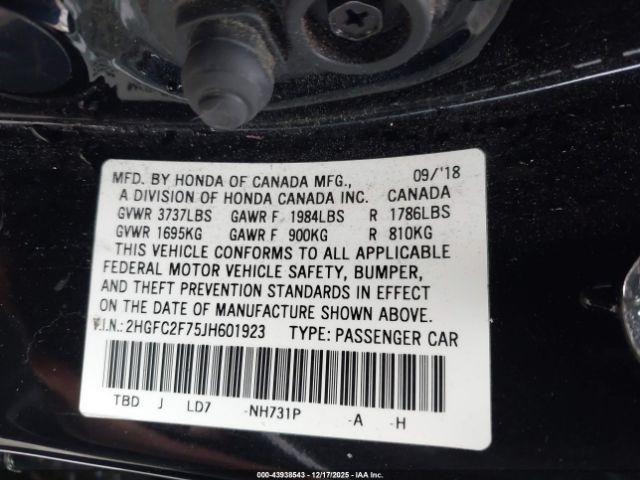 MFD. BY HONDA OF CANADA MFG., 09/'18
A DIVISION OF HONDA CANADA INC. CANADA
GVWR 3737LBS GAWR F 1984LBS R 1786LBS
GVWR 1695KG GAWR F 900KG R 810KG
THIS VEHICLE CONFORMS TO ALL APPLICABLE
FEDERAL MOTOR VEHICLE SAFETY, BUMPER,
AND THEFT PREVENTION STANDARDS IN EFFECT
ON THE DATE OF MANUFACTURE SHOWN ABOVE.
V.I.N.: 2HGFC2F75JH601923 TYPE: PASSENGER CAR
TBD J LD7 -NH731P -A -H
000-43938543 - 12/17/2025 - IAA Inc.